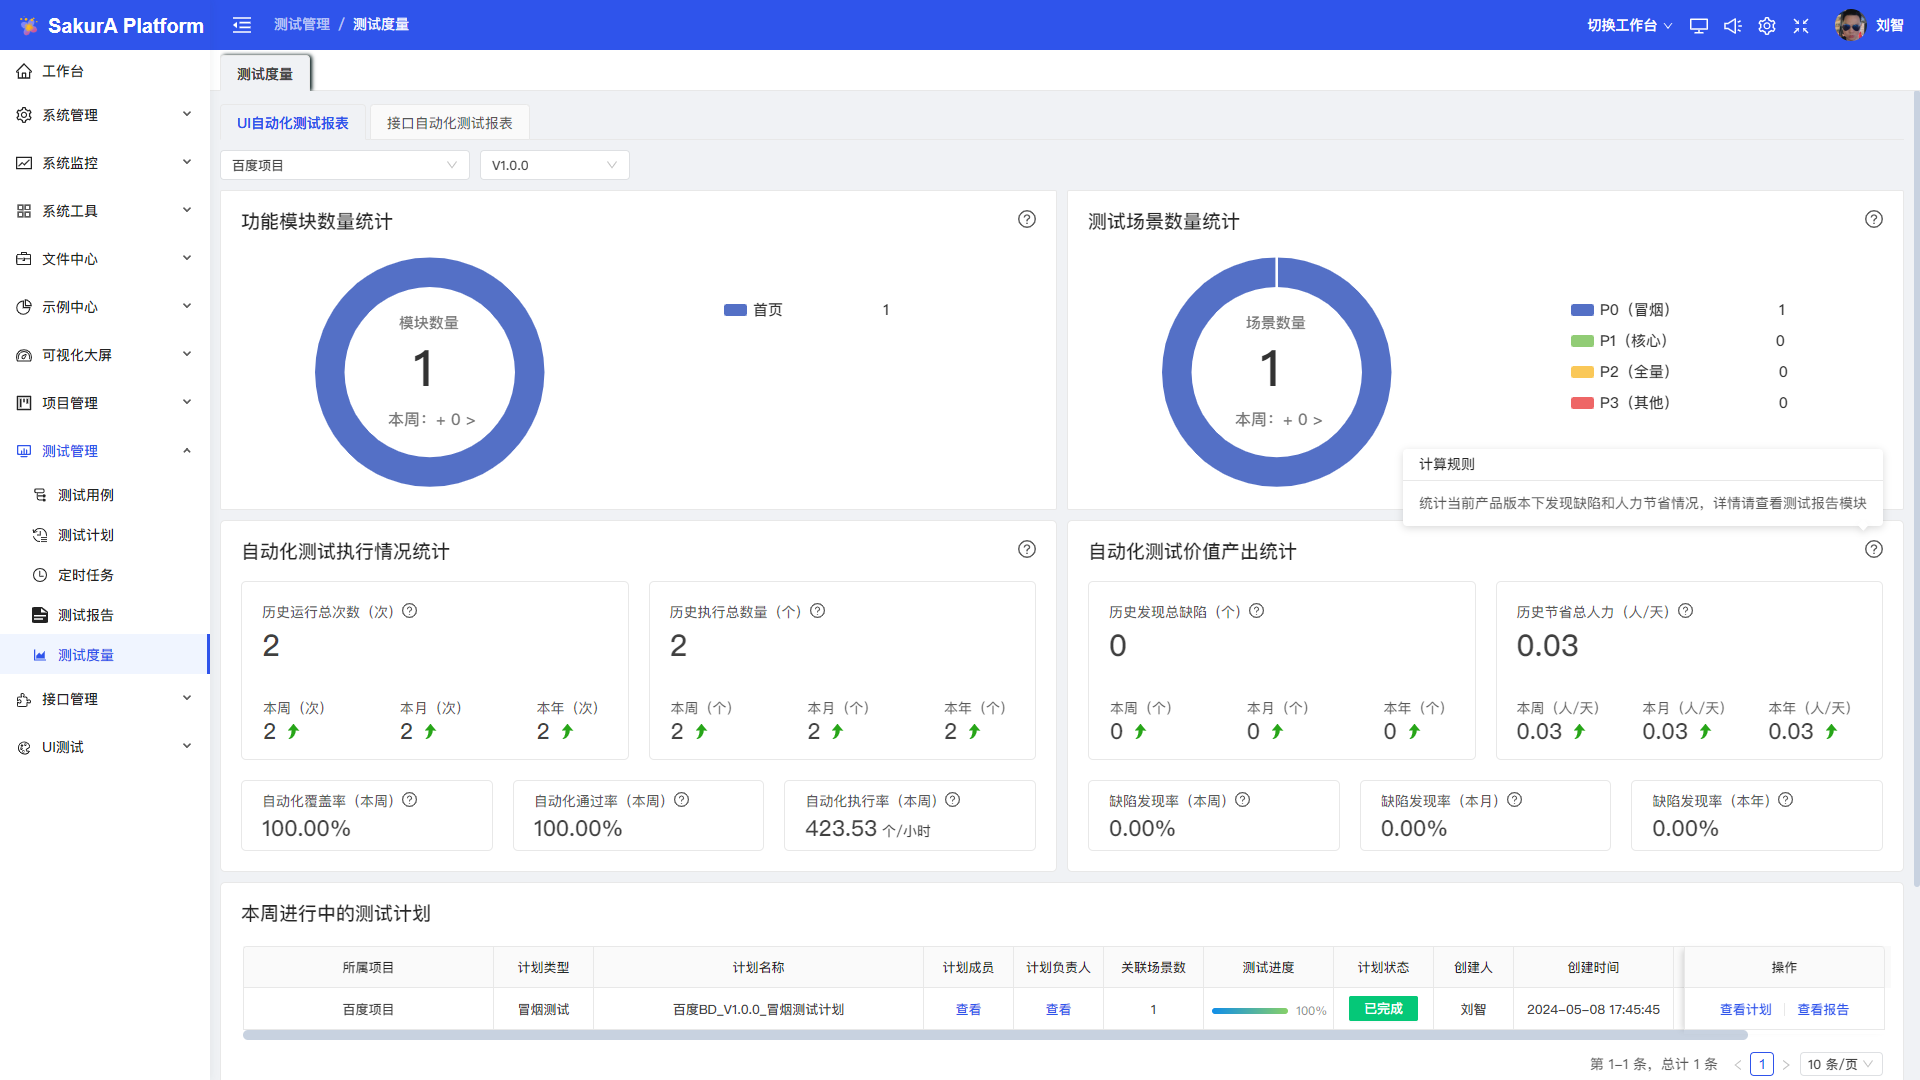 SakurA Platform
测试管理 / 测试度量
切换工作台
刘智
工作台
系统管理
系统监控
系统工具
文件中心
示例中心
可视化大屏
项目管理
测试管理
测试用例
测试计划
定时任务
测试报告
测试度量
接口管理
UI测试
测试度量
UI自动化测试报表
接口自动化测试报表
百度项目
V1.0.0
功能模块数量统计
模块数量
1
本周：+ 0 >
首页 1
测试场景数量统计
场景数量
1
本周：+ 0 >
P0（冒烟） 1
P1（核心） 0
P2（全量） 0
P3（其他） 0
计算规则
统计当前产品版本下发现缺陷和人力节省情况，详情请查看测试报告模块
自动化测试执行情况统计
历史运行总次数（次）
2
本周（次） 本月（次） 本年（次）
2 2 2
历史执行总数量（个）
2
本周（个） 本月（个） 本年（个）
2 2 2
自动化覆盖率（本周）
100.00%
自动化通过率（本周）
100.00%
自动化执行率（本周）
423.53 个/小时
自动化测试价值产出统计
历史发现总缺陷（个）
0
本周（个） 本月（个） 本年（个）
0 0 0
历史节省总人力（人/天）
0.03
本周（人/天） 本月（人/天） 本年（人/天）
0.03 0.03 0.03
缺陷发现率（本周）
0.00%
缺陷发现率（本月）
0.00%
缺陷发现率（本年）
0.00%
本周进行中的测试计划
所属项目 计划类型 计划名称 计划成员 计划负责人 关联场景数 测试进度 计划状态 创建人 创建时间 操作
百度项目 冒烟测试 百度BD_V1.0.0_冒烟测试计划 查看 查看 1 100% 已完成 刘智 2024-05-08 17:45:45 查看计划 查看报告
第 1-1 条，总计 1 条 < 1 > 10 条/页